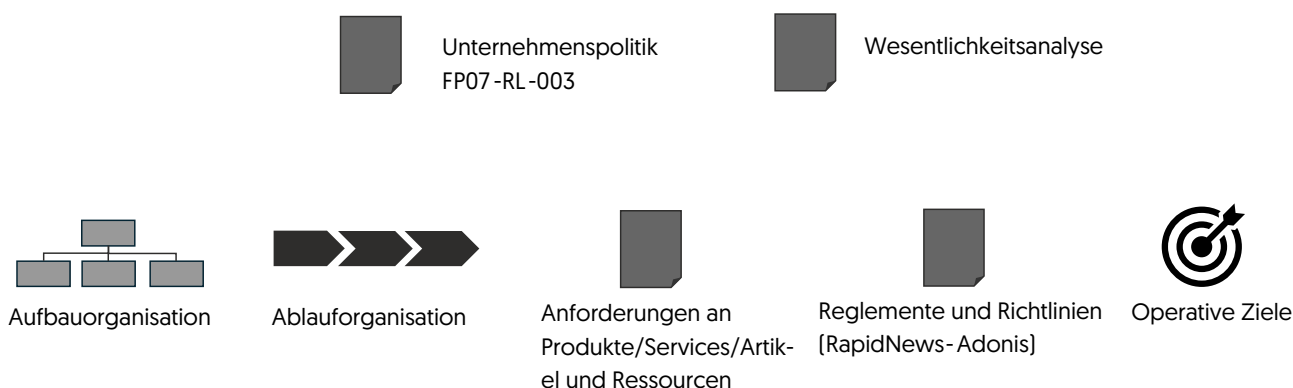 Unternehmenspolitik
FP07-RL-003
Wesentlichkeitsanalyse
Aufbauorganisation
Ablauforganisation
Anforderungen an
Produkte/Services/Artik-
el und Ressourcen
Reglemente und Richtlinien
(RapidNews-Adonis)
Operative Ziele